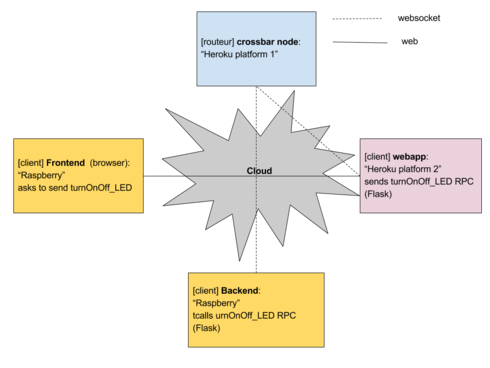 [routeur] crossbar node:
“Heroku platform 1”
websocket
web
[client] Frontend (browser):
“Raspberry”
asks to send turnOnOff_LED
Cloud
[client] webapp:
“Heroku platform 2”
sends turnOnOff_LED RPC
(Flask)
[client] Backend:
“Raspberry”
tcalls urnOnOff_LED RPC
(Flask)